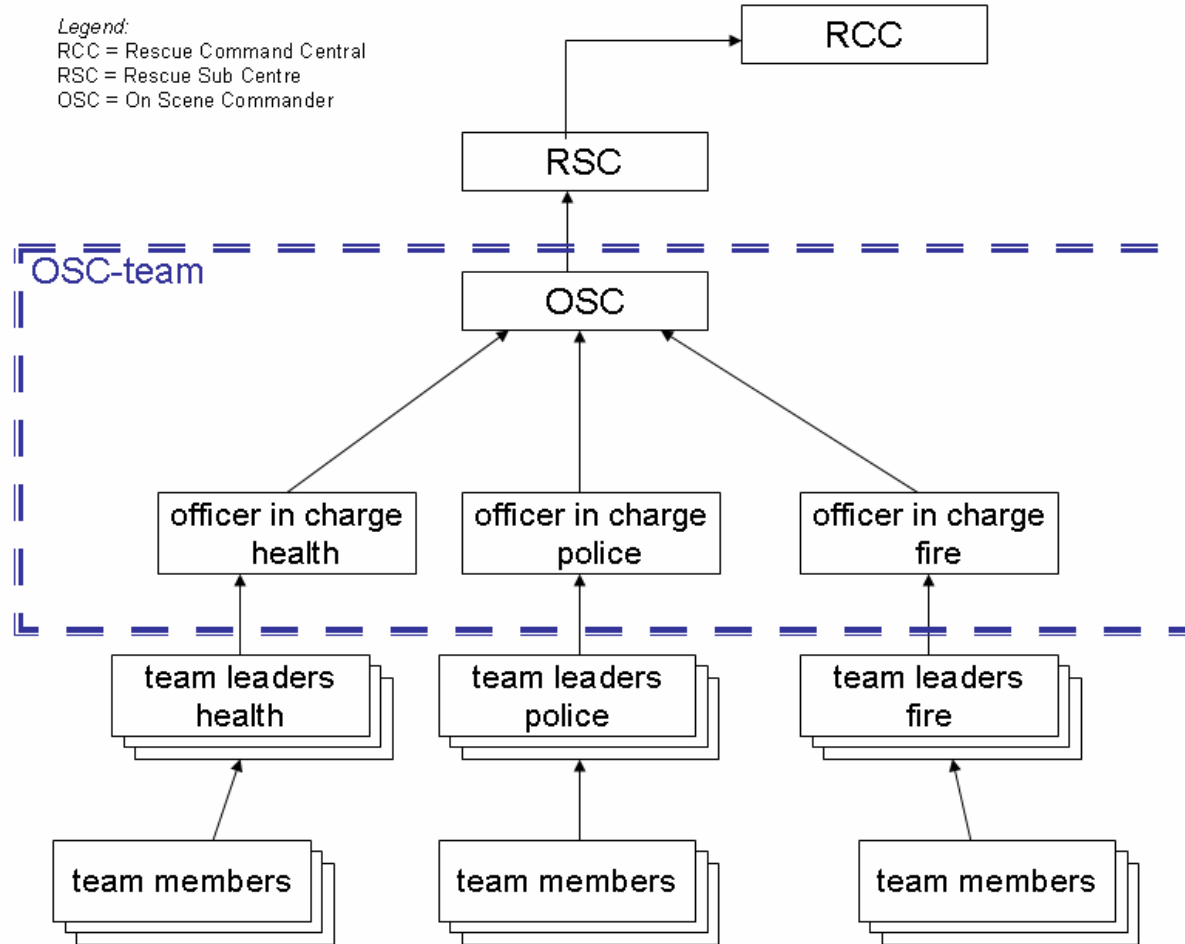 Legend:
RCC = Rescue Command Central
RSC = Rescue Sub Centre
OSC = On Scene Commander
RCC
RSC
OSC-team
OSC
officer in charge
health
officer in charge
police
officer in charge
fire
team leaders
health
team leaders
police
team leaders
fire
team members
team members
team members